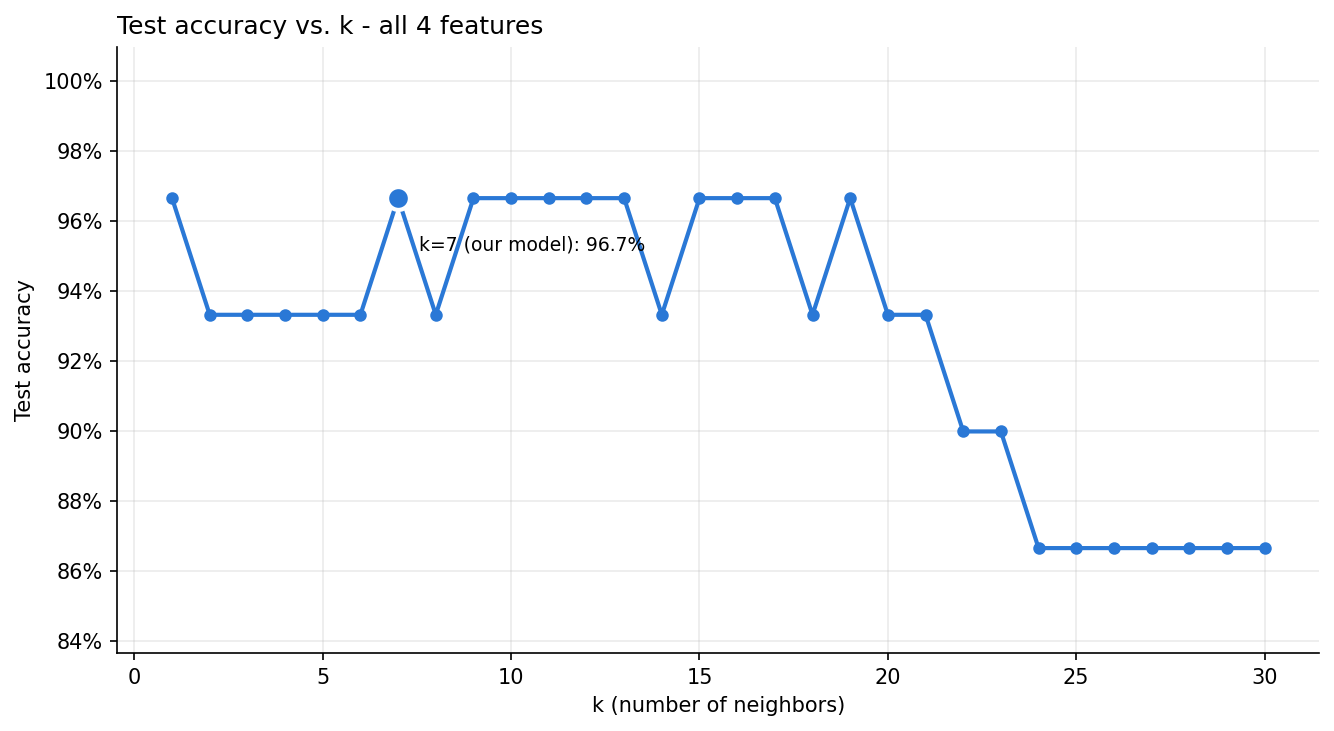 Test accuracy vs. k - all 4 features
100%
98%
96%
94%
92%
90%
88%
86%
84%
Test accuracy
k=7 (our model): 96.7%
0 5 10 15 20 25 30
k (number of neighbors)